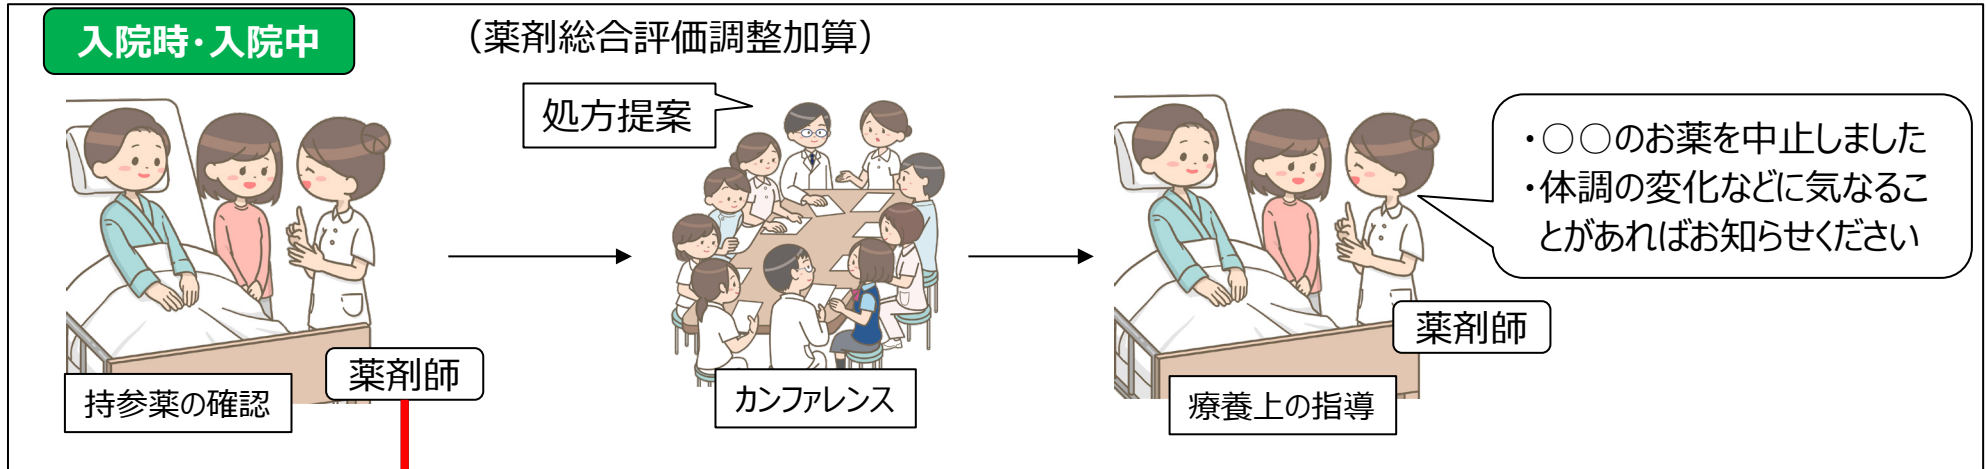 入院時・入院中
（薬剤総合評価調整加算）
処方提案
・○○のお薬を中止しました
・体調の変化などに気なるこ
とがあればお知らせください
薬剤師
持参薬の確認
カンファレンス
薬剤師
療養上の指導